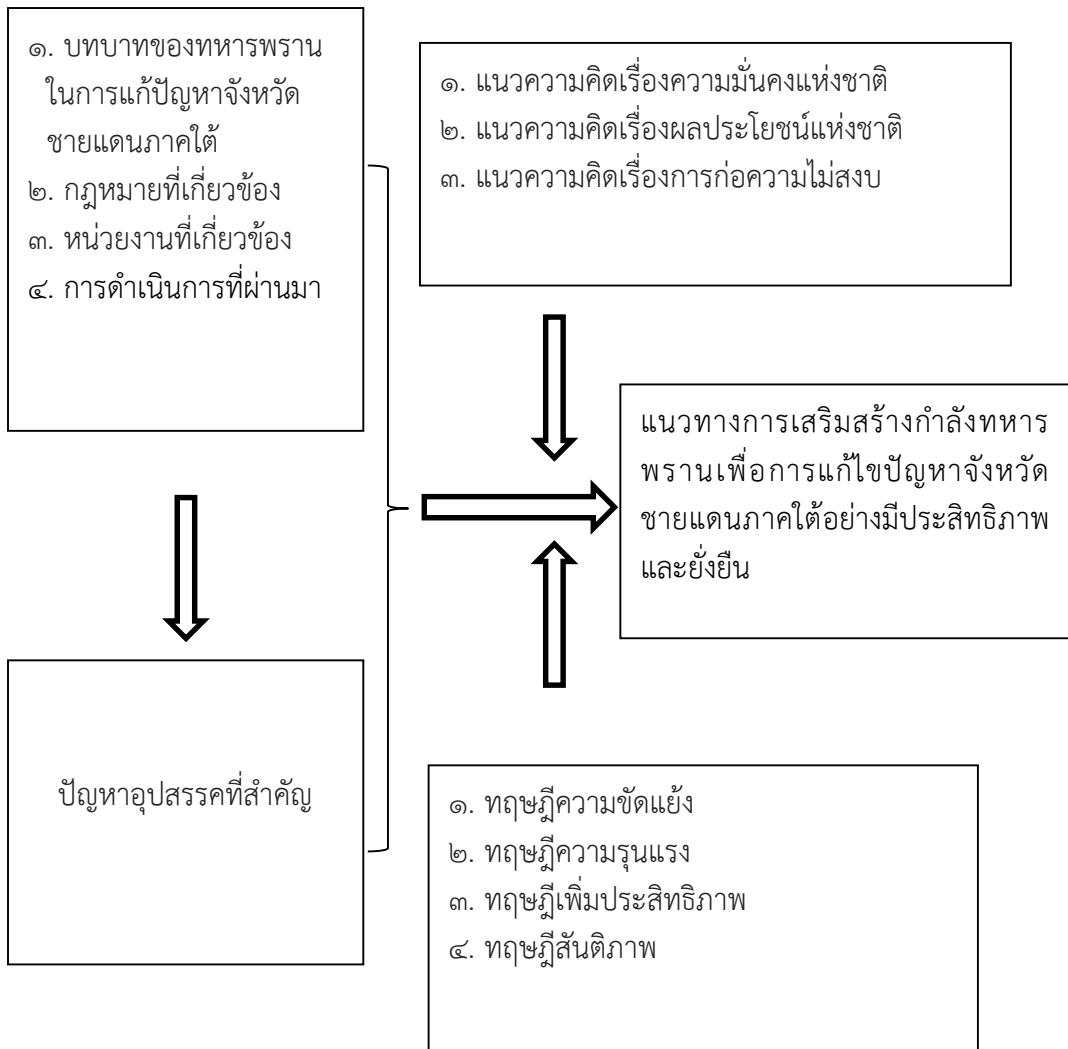 ๑. บทบาทของทหารพราน
ในการแก้ปัญหาจังหวัด
ชายแดนภาคใต้
๒. กฎหมายที่เกี่ยวข้อง
๓. หน่วยงานที่เกี่ยวข้อง
๔. การดำเนินการที่ผ่านมา
๑. แนวความคิดเรื่องความมั่นคงแห่งชาติ
๒. แนวความคิดเรื่องผลประโยชน์แห่งชาติ
๓. แนวความคิดเรื่องการก่อความไม่สงบ
แนวทางการเสริมสร้างกำลังทหาร
พรานเพื่อการแก้ไขปัญหาจังหวัด
ชายแดนภาคใต้อย่างมีประสิทธิภาพ
และยั่งยืน
ปัญหาอุปสรรคที่สำคัญ
๑. ทฤษฎีความขัดแย้ง
๒. ทฤษฎีความรุนแรง
๓. ทฤษฎีเพิ่มประสิทธิภาพ
๔. ทฤษฎีสันติภาพ